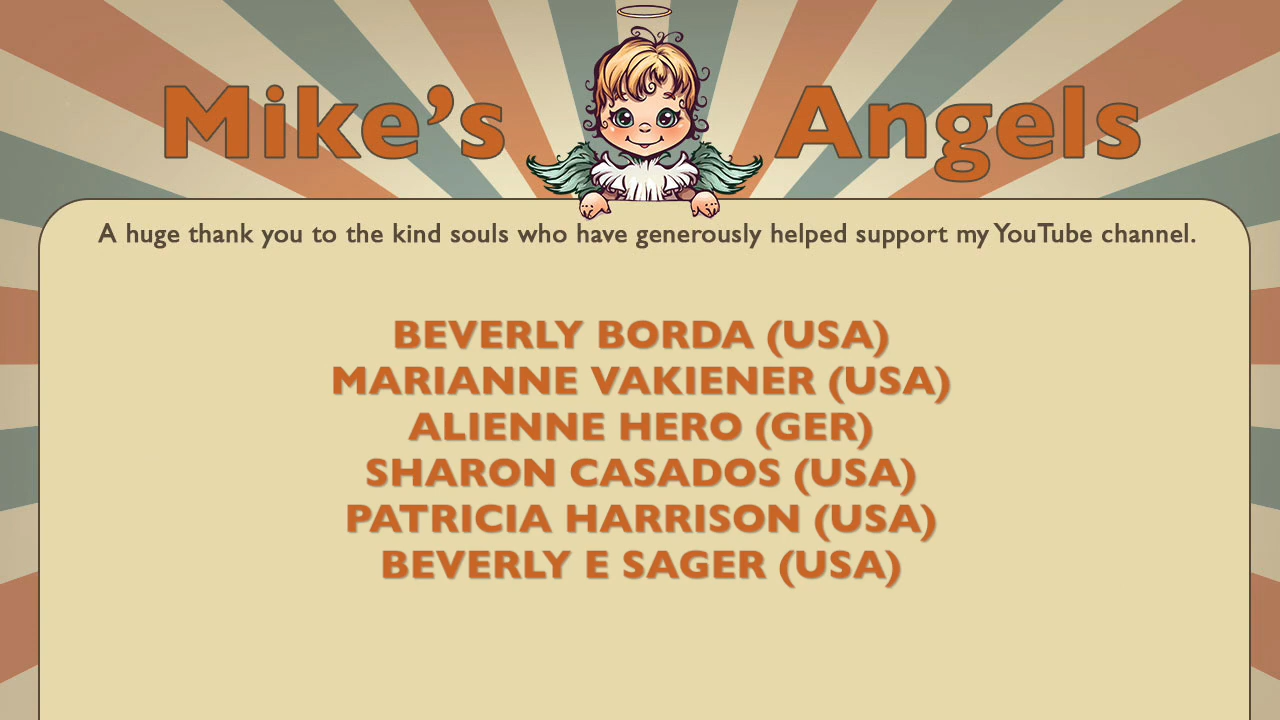 Mike’s Angels
A huge thank you to the kind souls who have generously helped support my YouTube channel.
BEVERLY BORDA (USA)
MARIANNE VAKIENER (USA)
ALIENNE HERO (GER)
SHARON CASADOS (USA)
PATRICIA HARRISON (USA)
BEVERLY E SAGER (USA)